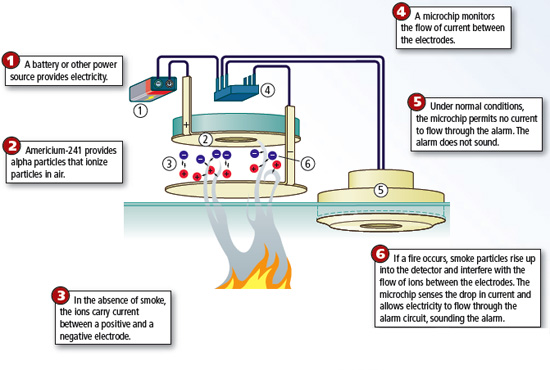 1 A battery or other power
source provides electricity.
2 Americium-241 provides
alpha particles that ionize
particles in air.
3 In the absence of smoke,
the ions carry current
between a positive and a
negative electrode.
4 A microchip monitors
the flow of current between
the electrodes.
5 Under normal conditions,
the microchip permits no current
to flow through the alarm. The
alarm does not sound.
6 If a fire occurs, smoke particles rise up
into the detector and interfere with the
flow of ions between the electrodes. The
microchip senses the drop in current and
allows electricity to flow through the
alarm circuit, sounding the alarm.
1
4
+
2
3
6
5